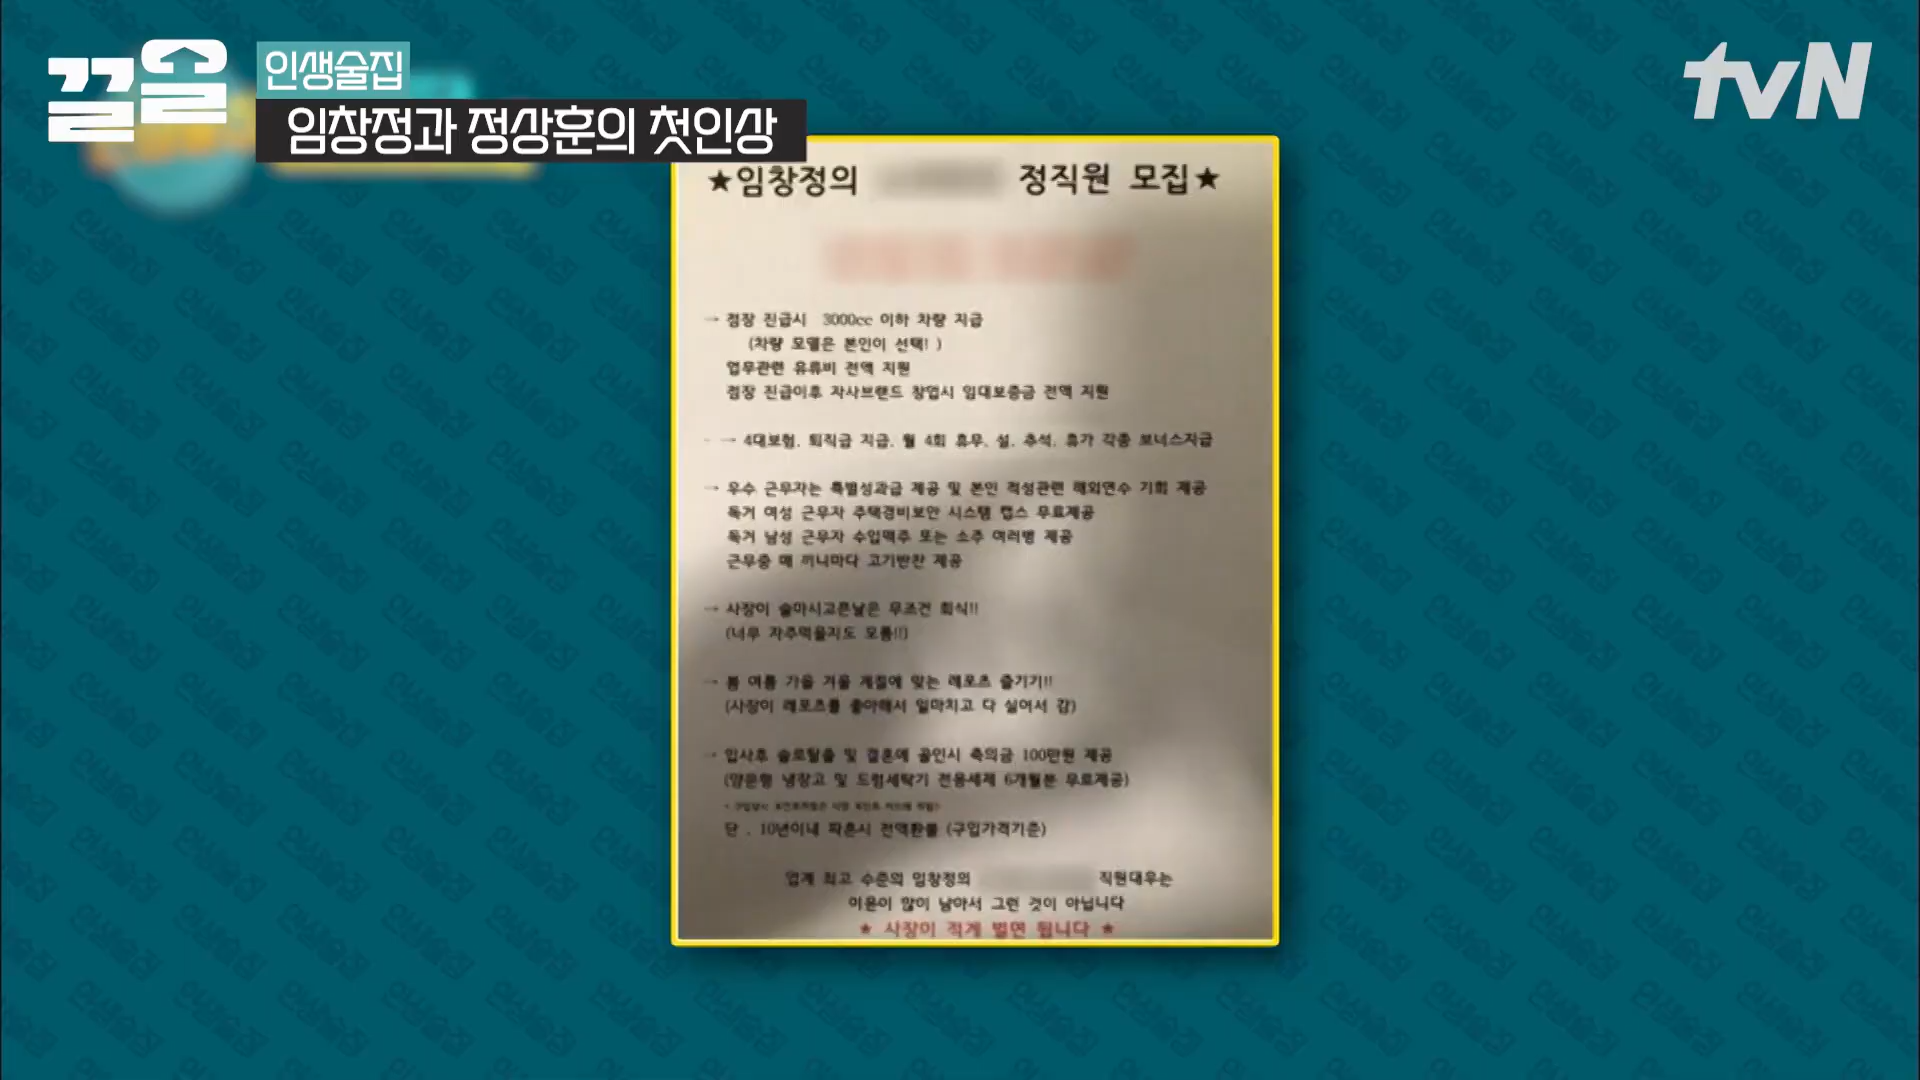 끌올
인생술집
임창정과 정상훈의 첫인상
tvN
★임창정의 정직원 모집★
→ 점장 진급시 3000cc 이하 차량 지급
(차량 모델은 본인이 선택! )
업무관련 유류비 전액 지원
점장 진급이후 자사브랜드 창업시 임대보증금 전액 지원
- → 4대보험, 퇴직금 지급, 월 4회 휴무, 설, 추석, 휴가 각종 보너스지급
→ 우수 근무자는 특별성과급 제공 및 본인 적성관련 해외연수 기회 제공
독거 여성 근무자 주택경비보안 시스템 캡스 무료제공
독거 남성 근무자 수입맥주 또는 소주 여러병 제공
근무중 매 끼니마다 고기반찬 제공
→ 사장이 술마시고픈날은 무조건 회식!!
(너무 자주먹을지도 모름!!)
→ 봄 여름 가을 겨울 계절에 맞는 레포츠 즐기기!!
(사장이 레포츠를 좋아해서 일마치고 다 실어서 감)
→ 입사후 솔로탈출 및 결혼에 골인시 축의금 100만원 제공
(양문형 냉장고 및 드럼세탁기 전용세제 6개월분 무료제공)
단 , 10년이내 파혼시 전액환불 (구입가격기준)
업계 최고 수준의 임창정의 직원대우는
이윤이 많이 남아서 그런 것이 아닙니다
★ 사장이 적게 벌면 됩니다 ★